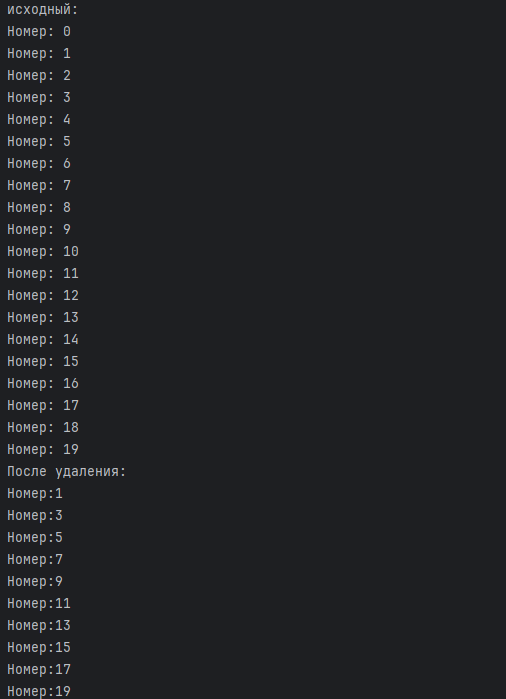 исходный:
Номер: 0
Номер: 1
Номер: 2
Номер: 3
Номер: 4
Номер: 5
Номер: 6
Номер: 7
Номер: 8
Номер: 9
Номер: 10
Номер: 11
Номер: 12
Номер: 13
Номер: 14
Номер: 15
Номер: 16
Номер: 17
Номер: 18
Номер: 19
После удаления:
Номер:1
Номер:3
Номер:5
Номер:7
Номер:9
Номер:11
Номер:13
Номер:15
Номер:17
Номер:19